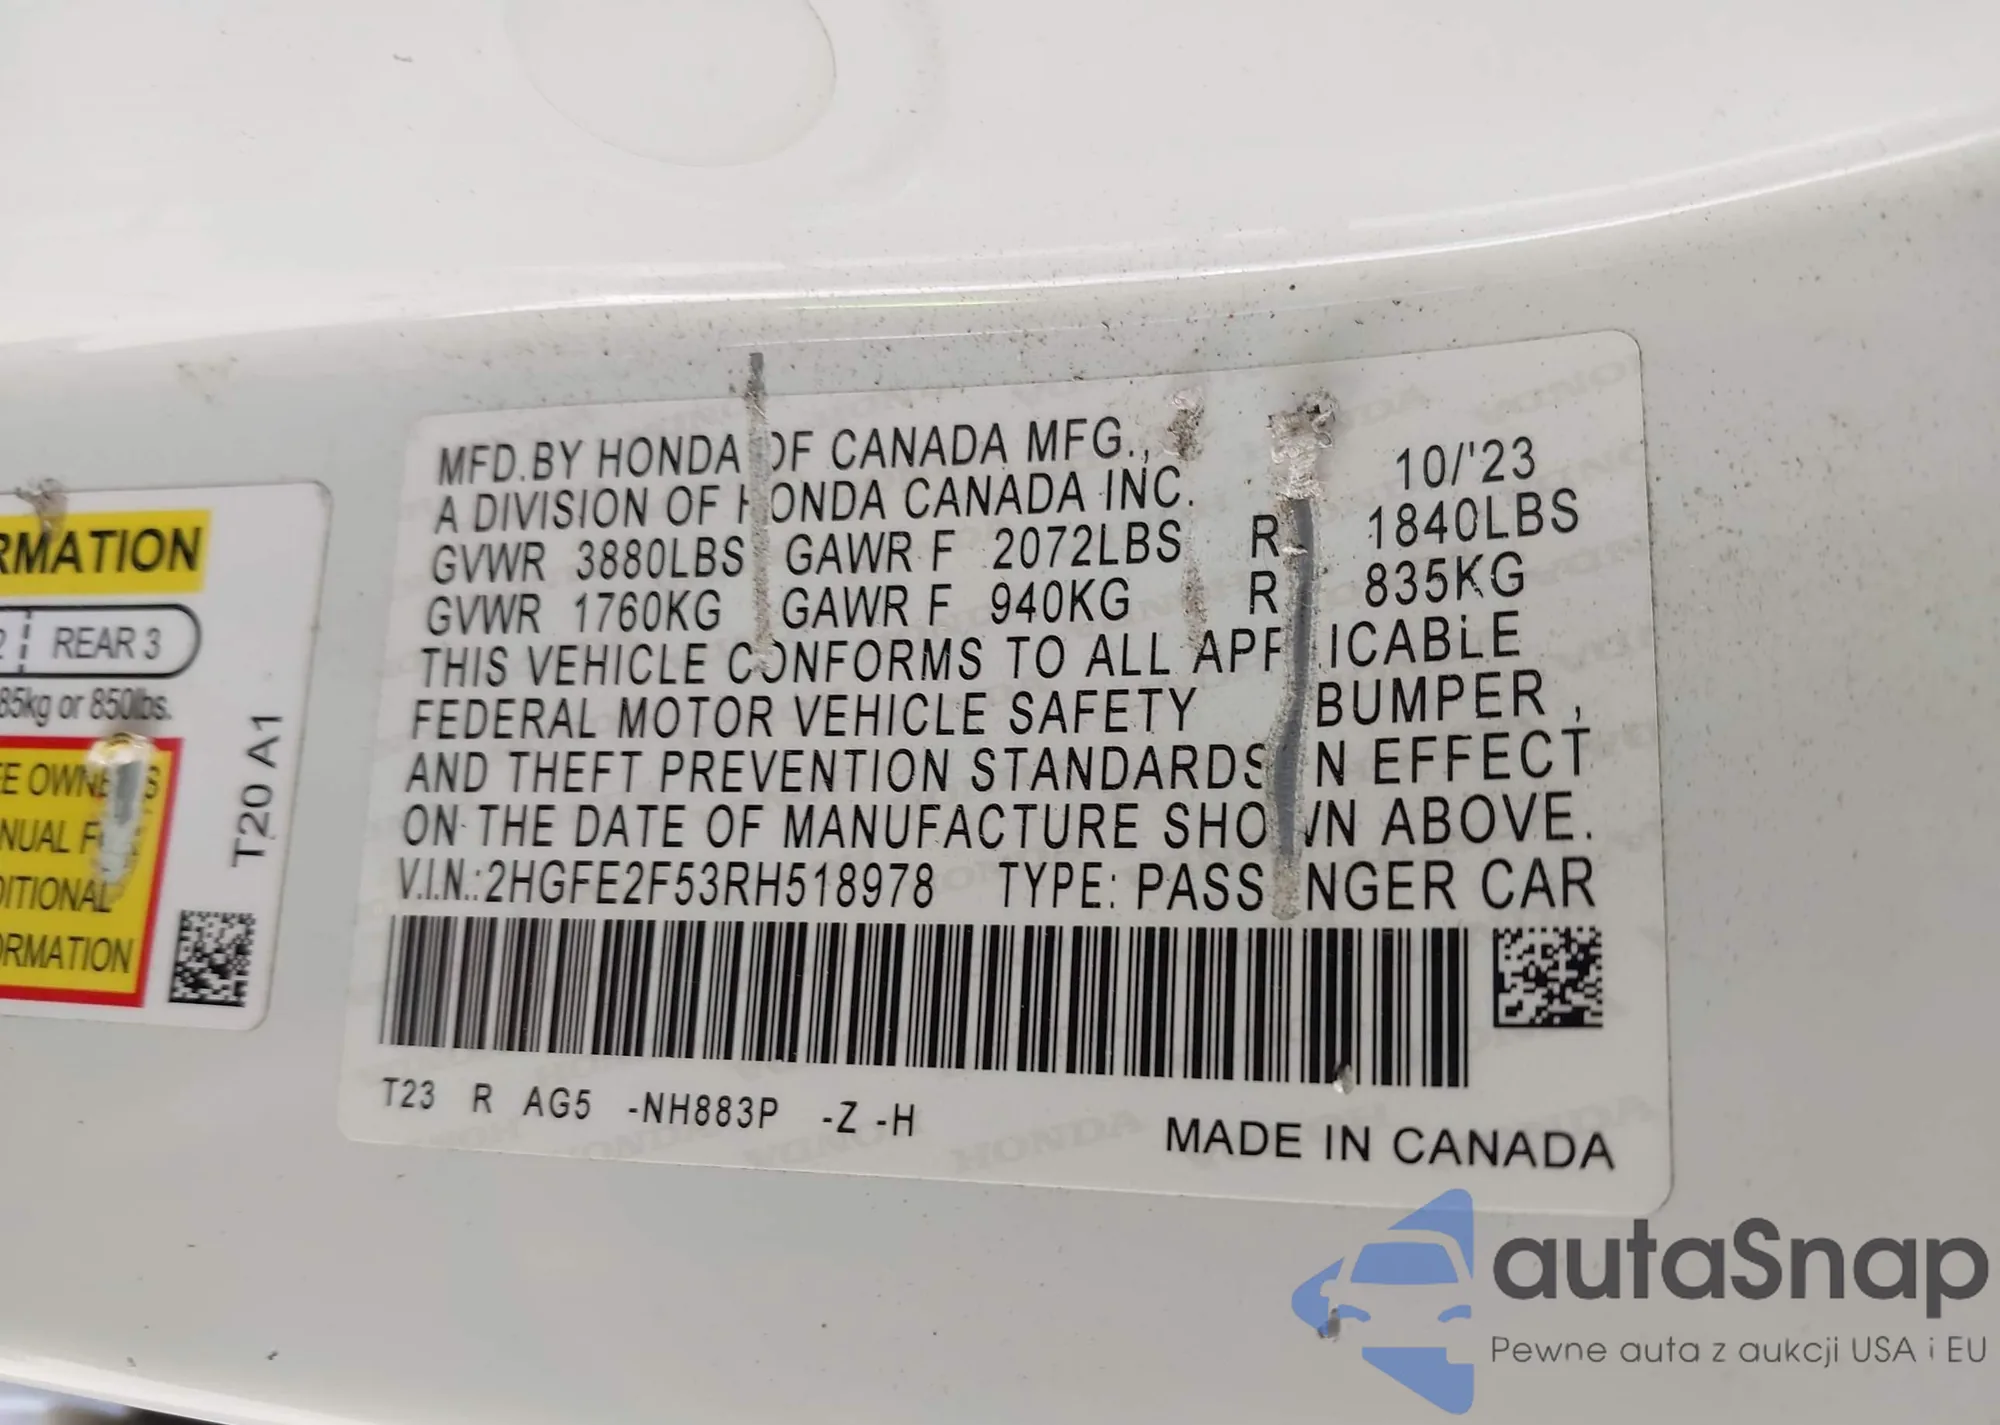 RMATION
2 REAR 3
85kg or 850lbs.
T20 A1
ITIONAL
ORMATION
MFD.BY HONDA OF CANADA MFG., 10/'23
A DIVISION OF HONDA CANADA INC.
GVWR 3880LBS GAWR F 2072LBS R 1840LBS
GVWR 1760KG GAWR F 940KG R 835KG
THIS VEHICLE CONFORMS TO ALL APPLICABLE
FEDERAL MOTOR VEHICLE SAFETY BUMPER,
AND THEFT PREVENTION STANDARDS IN EFFECT
ON THE DATE OF MANUFACTURE SHOWN ABOVE.
V.I.N.:2HGFE2F53RH518978 TYPE: PASSENGER CAR
T23 R AG5 -NH883P -Z -H
MADE IN CANADA
autaSnap
Pewne auta z aukcji USA i EU